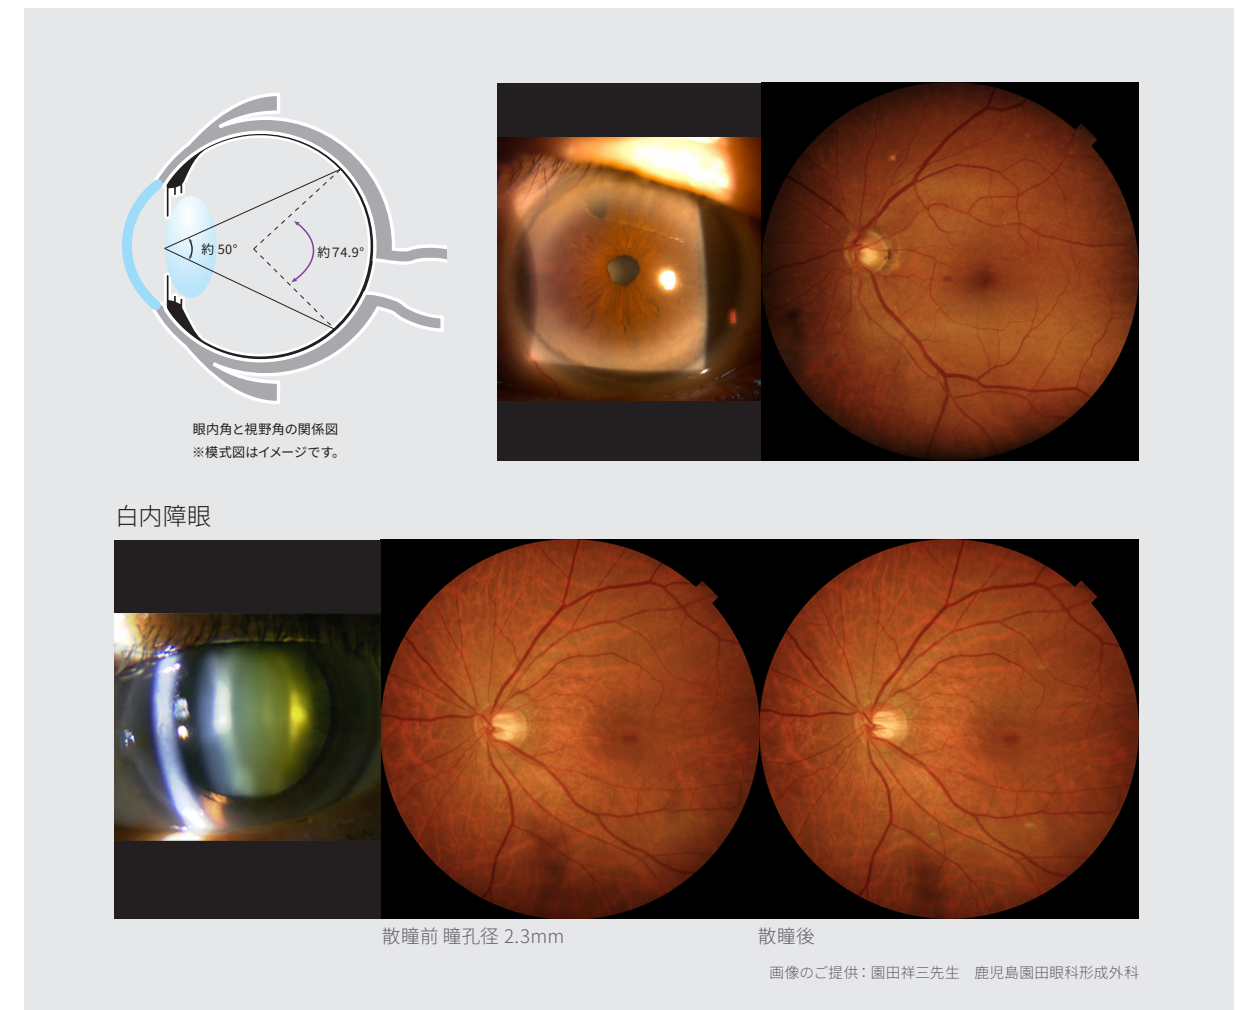 約 50°
約 74.9°
眼内角と視野角の関係図
※模式図はイメージです。
白内障眼
散瞳前 瞳孔径 2.3mm
散瞳後
画像のご提供：園田祥三先生　鹿児島園田眼科形成外科